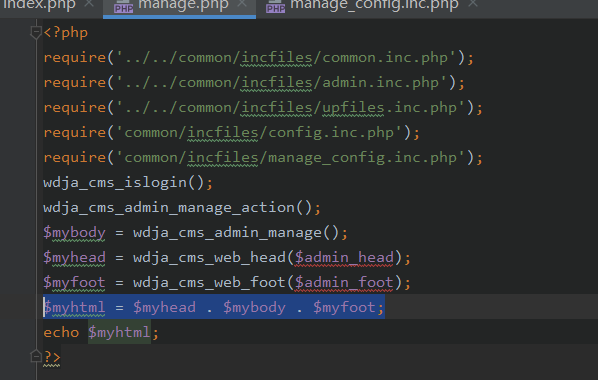 index.php manage.php manage_config.inc.php
<?php
require('../../common/incfiles/common.inc.php');
require('../../common/incfiles/admin.inc.php');
require('../../common/incfiles/upfiles.inc.php');
require('common/incfiles/config.inc.php');
require('common/incfiles/manage_config.inc.php');
wdja_cms_islogin();
wdja_cms_admin_manage_action();
$mybody = wdja_cms_admin_manage();
$myhead = wdja_cms_web_head($admin_head);
$myfoot = wdja_cms_web_foot($admin_foot);
$myhtml = $myhead . $mybody . $myfoot;
echo $myhtml;
?>